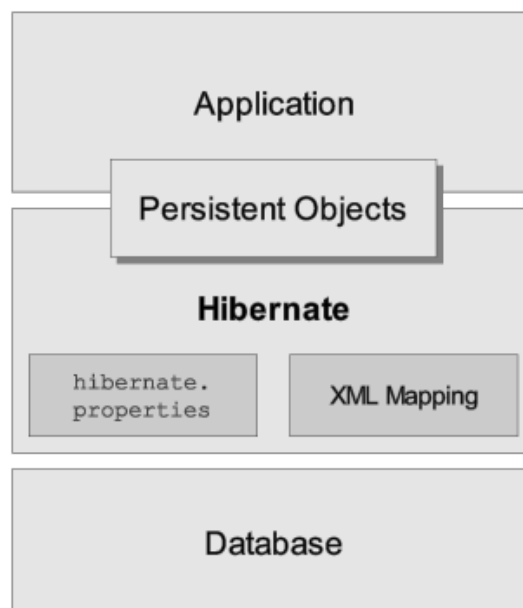 Application
Persistent Objects
Hibernate
hibernate.
properties
XML Mapping
Database